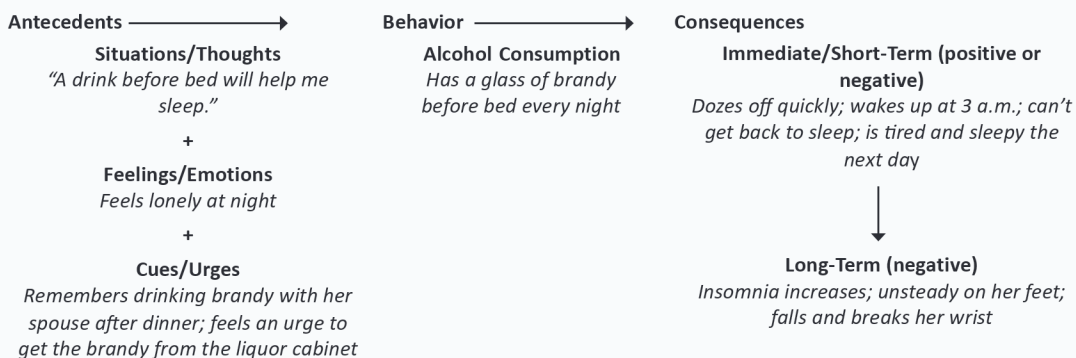 Antecedents
Behavior
Consequences
Situations/Thoughts
“A drink before bed will help me
sleep.”
+
Feelings/Emotions
Feels lonely at night
+
Cues/Urges
Remembers drinking brandy with her
spouse after dinner; feels an urge to
get the brandy from the liquor cabinet
Alcohol Consumption
Has a glass of brandy
before bed every night
Immediate/Short-Term (positive or
negative)
Dozes off quickly; wakes up at 3 a.m.; can’t
get back to sleep; is tired and sleepy the
next day
Long-Term (negative)
Insomnia increases; unsteady on her feet;
falls and breaks her wrist